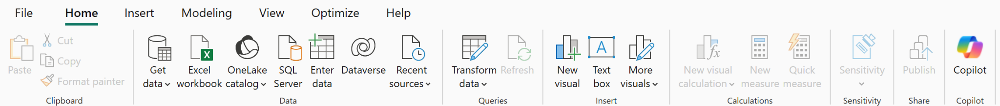 File Home Insert Modeling View Optimize Help
Paste
Cut
Copy
Format painter
Clipboard
Get
data
Excel
workbook
OneLake
catalog
SQL
Server
Enter
data
Dataverse
Recent
sources
Data
Transform
data
Refresh
Queries
New
visual
Text
box
More
visuals
Insert
New visual
calculation
New
measure
Quick
measure
Calculations
Sensitivity
Sensitivity
Publish
Share
Copilot
Copilot